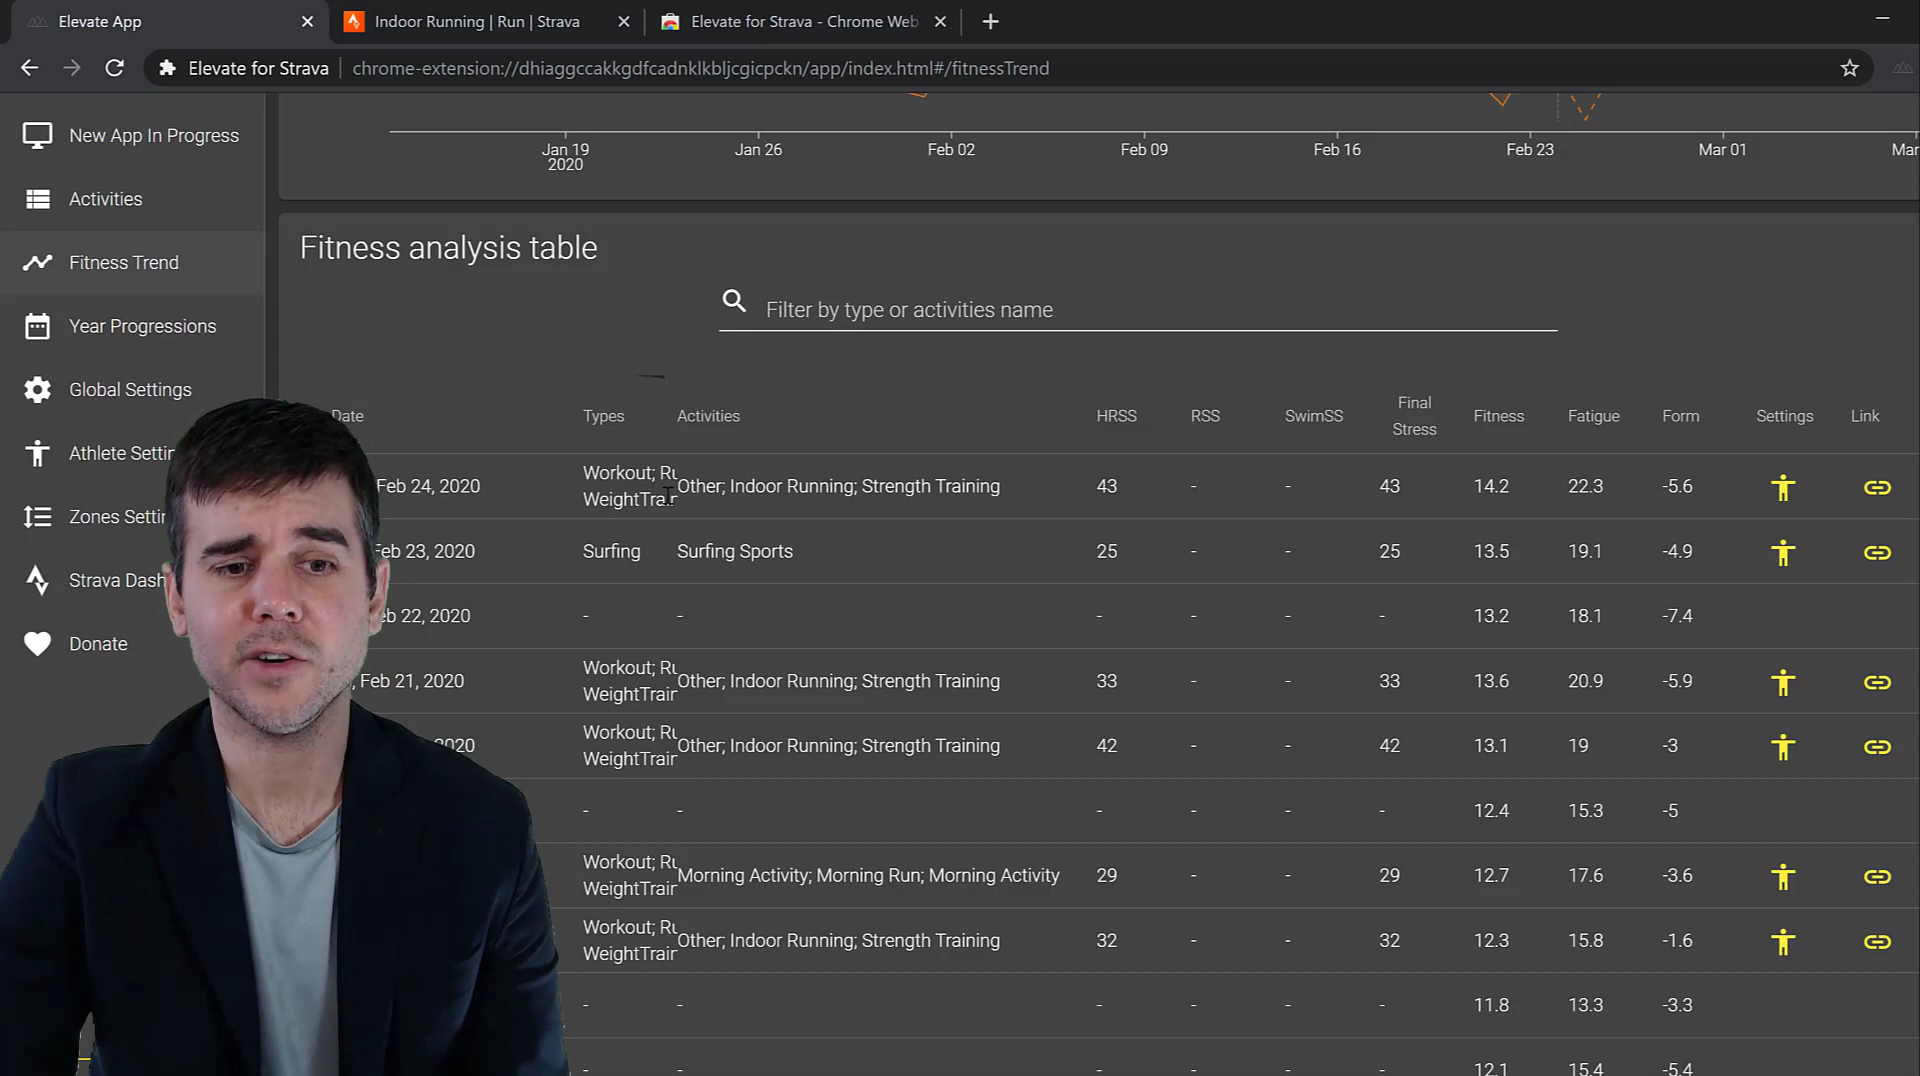 Elevate App
Indoor Running | Run | Strava
Elevate for Strava - Chrome Web
Elevate for Strava
chrome-extension://dhiaggccakkgdfcadnklkbljcgicpckn/app/index.html#/fitnessTrend
New App In Progress
Activities
Fitness Trend
Year Progressions
Global Settings
Athlete Settin
Zones Settin
Strava Dash
Donate
Jan 19 Jan 26 Feb 02 Feb 09 Feb 16 Feb 23 Mar 01 Mar
2020
Fitness analysis table
Filter by type or activities name
Date Types Activities HRSS RSS SwimSS Final Stress Fitness Fatigue Form Settings Link
Feb 24, 2020 Workout; Ru WeightTrain Other; Indoor Running; Strength Training 43 - - 43 14.2 22.3 -5.6
Feb 23, 2020 Surfing Surfing Sports 25 - - 25 13.5 19.1 -4.9
eb 22, 2020 - - - - - - 13.2 18.1 -7.4
, Feb 21, 2020 Workout; Ru WeightTrain Other; Indoor Running; Strength Training 33 - - 33 13.6 20.9 -5.9
2020 Workout; Ru WeightTrain Other; Indoor Running; Strength Training 42 - - 42 13.1 19 -3
- - - - - - 12.4 15.3 -5
Workout; Ru WeightTrain Morning Activity; Morning Run; Morning Activity 29 - - 29 12.7 17.6 -3.6
Workout; Ru WeightTrain Other; Indoor Running; Strength Training 32 - - 32 12.3 15.8 -1.6
- - - - - - 11.8 13.3 -3.3
- - - - - - 12.1 15.4 -5.4